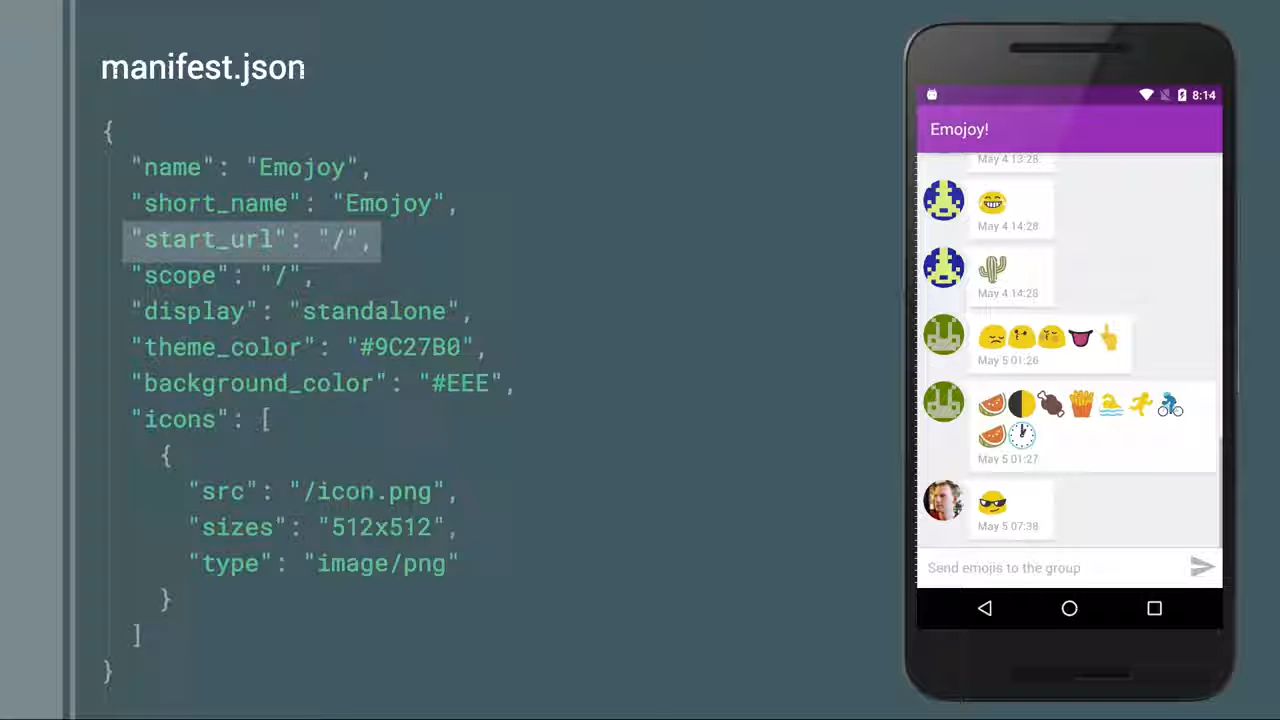 manifest.json
{
"name": "Emojoy",
"short_name": "Emojoy",
"start_url": "/",
"scope": "/",
"display": "standalone",
"theme_color": "#9C27B0",
"background_color": "#EEE",
"icons": [
{
"src": "/icon.png",
"sizes": "512x512",
"type": "image/png"
}
]
}
8:14
Emojoy!
May 4 13:28
May 4 14:28
May 4 14:28
May 5 01:26
May 5 01:27
May 5 07:38
Send emojis to the group